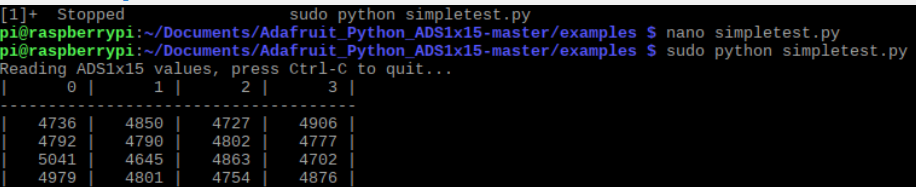 [1]+  Stopped                 sudo python simpletest.py
pi@raspberrypi:~/Documents/Adafruit_Python_ADS1x15-master/examples $ nano simpletest.py
pi@raspberrypi:~/Documents/Adafruit_Python_ADS1x15-master/examples $ sudo python simpletest.py
Reading ADS1x15 values, press Ctrl-C to quit...
|      0 |      1 |      2 |      3 |
-------------------------------------
|   4736 |   4850 |   4727 |   4906 |
|   4792 |   4790 |   4802 |   4777 |
|   5041 |   4645 |   4863 |   4702 |
|   4979 |   4801 |   4754 |   4876 |